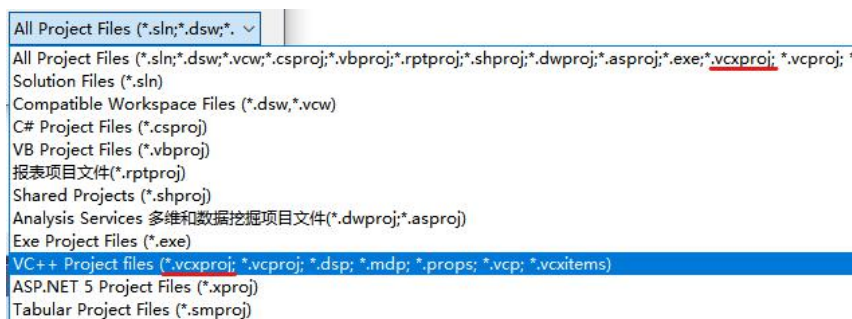 All Project Files (*.sln;*.dsw;*.
All Project Files (*.sln;*.dsw;*.vcw;*.csproj;*.vbproj;*.rptproj;*.shproj;*.dwproj;*.asproj;*.exe;*.vcxproj; *.vcproj; *
Solution Files (*.sln)
Compatible Workspace Files (*.dsw,*.vcw)
C# Project Files (*.csproj)
VB Project Files (*.vbproj)
报表项目文件(*.rptproj)
Shared Projects (*.shproj)
Analysis Services 多维和数据挖掘项目文件(*.dwproj;*.asproj)
Exe Project Files (*.exe)
VC++ Project files (*.vcxproj; *.vcproj; *.dsp; *.mdp; *.props; *.vcp; *.vcxitems)
ASP.NET 5 Project Files (*.xproj)
Tabular Project Files (*.smproj)